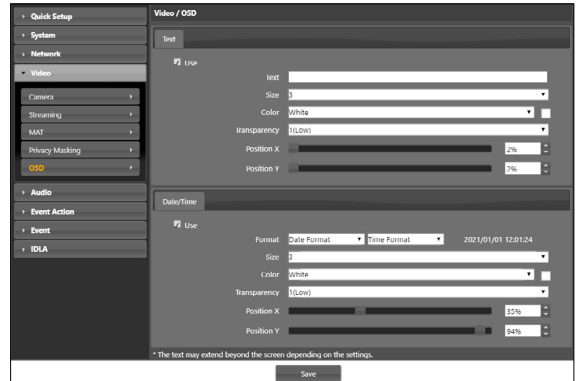 Quick Setup
System
Network
Video
Camera
Streaming
MAT
Privacy Masking
OSD
Audio
Event Action
Event
IDLA
Video / OSD
Text
Use
Text
Size 3
Color White
Transparency 1(Low)
Position X 2%
Position Y 2%
Date/Time
Use
Format Date Format Time Format 2021/01/01 12:01:24
Size 3
Color White
Transparency 1(Low)
Position X 35%
Position Y 94%
* The text may extend beyond the screen depending on the settings.
Save